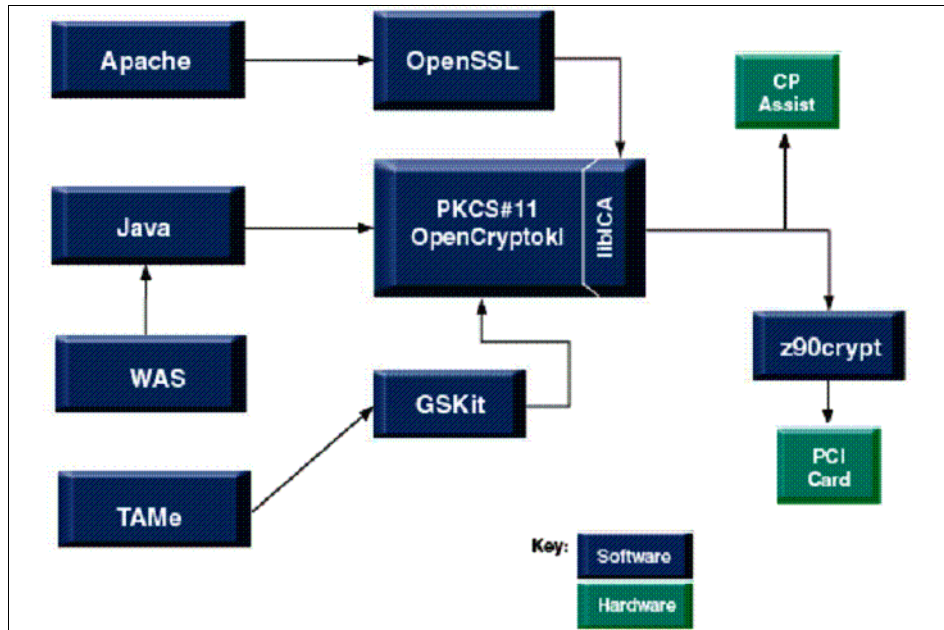 Apache
OpenSSL
CP
Assist
Java
PKCS#11
OpenCryptokI
libICA
WAS
GSKit
z90crypt
TAMe
PCI
Card
Key:
Software
Hardware